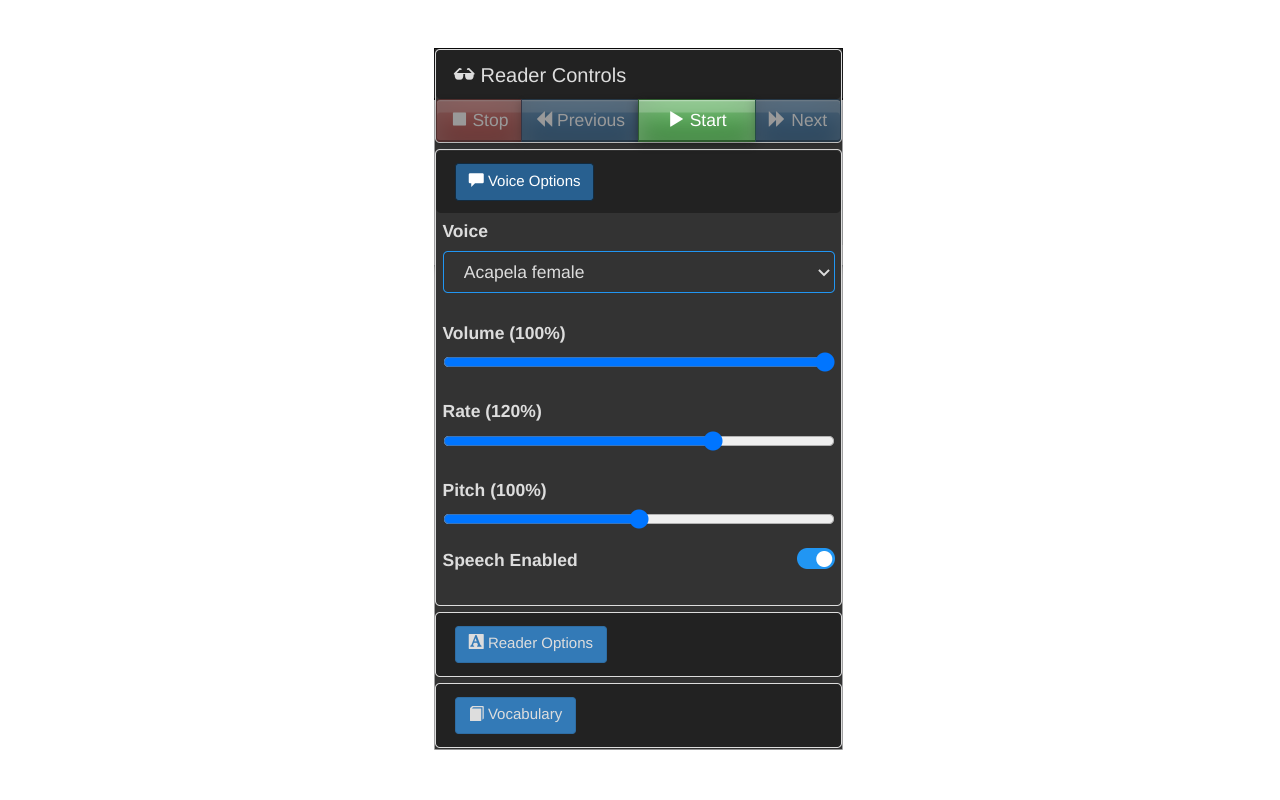 Reader Controls
Stop Previous Start Next
Voice Options
Voice
Acapela female
Volume (100%)
Rate (120%)
Pitch (100%)
Speech Enabled
Reader Options
Vocabulary